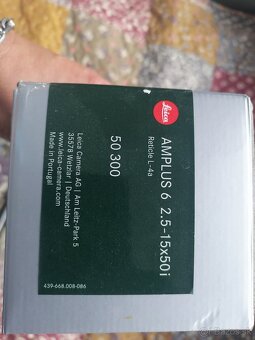 Leica
AMPLUS 6 2.5-15x50i
Reticle L-4a
50 300
Leica Camera AG | Am Leitz-Park 5
35578 Wetzlar | Deutschland
www.leica-camera.com
Made in Portugal
439-668.008-086